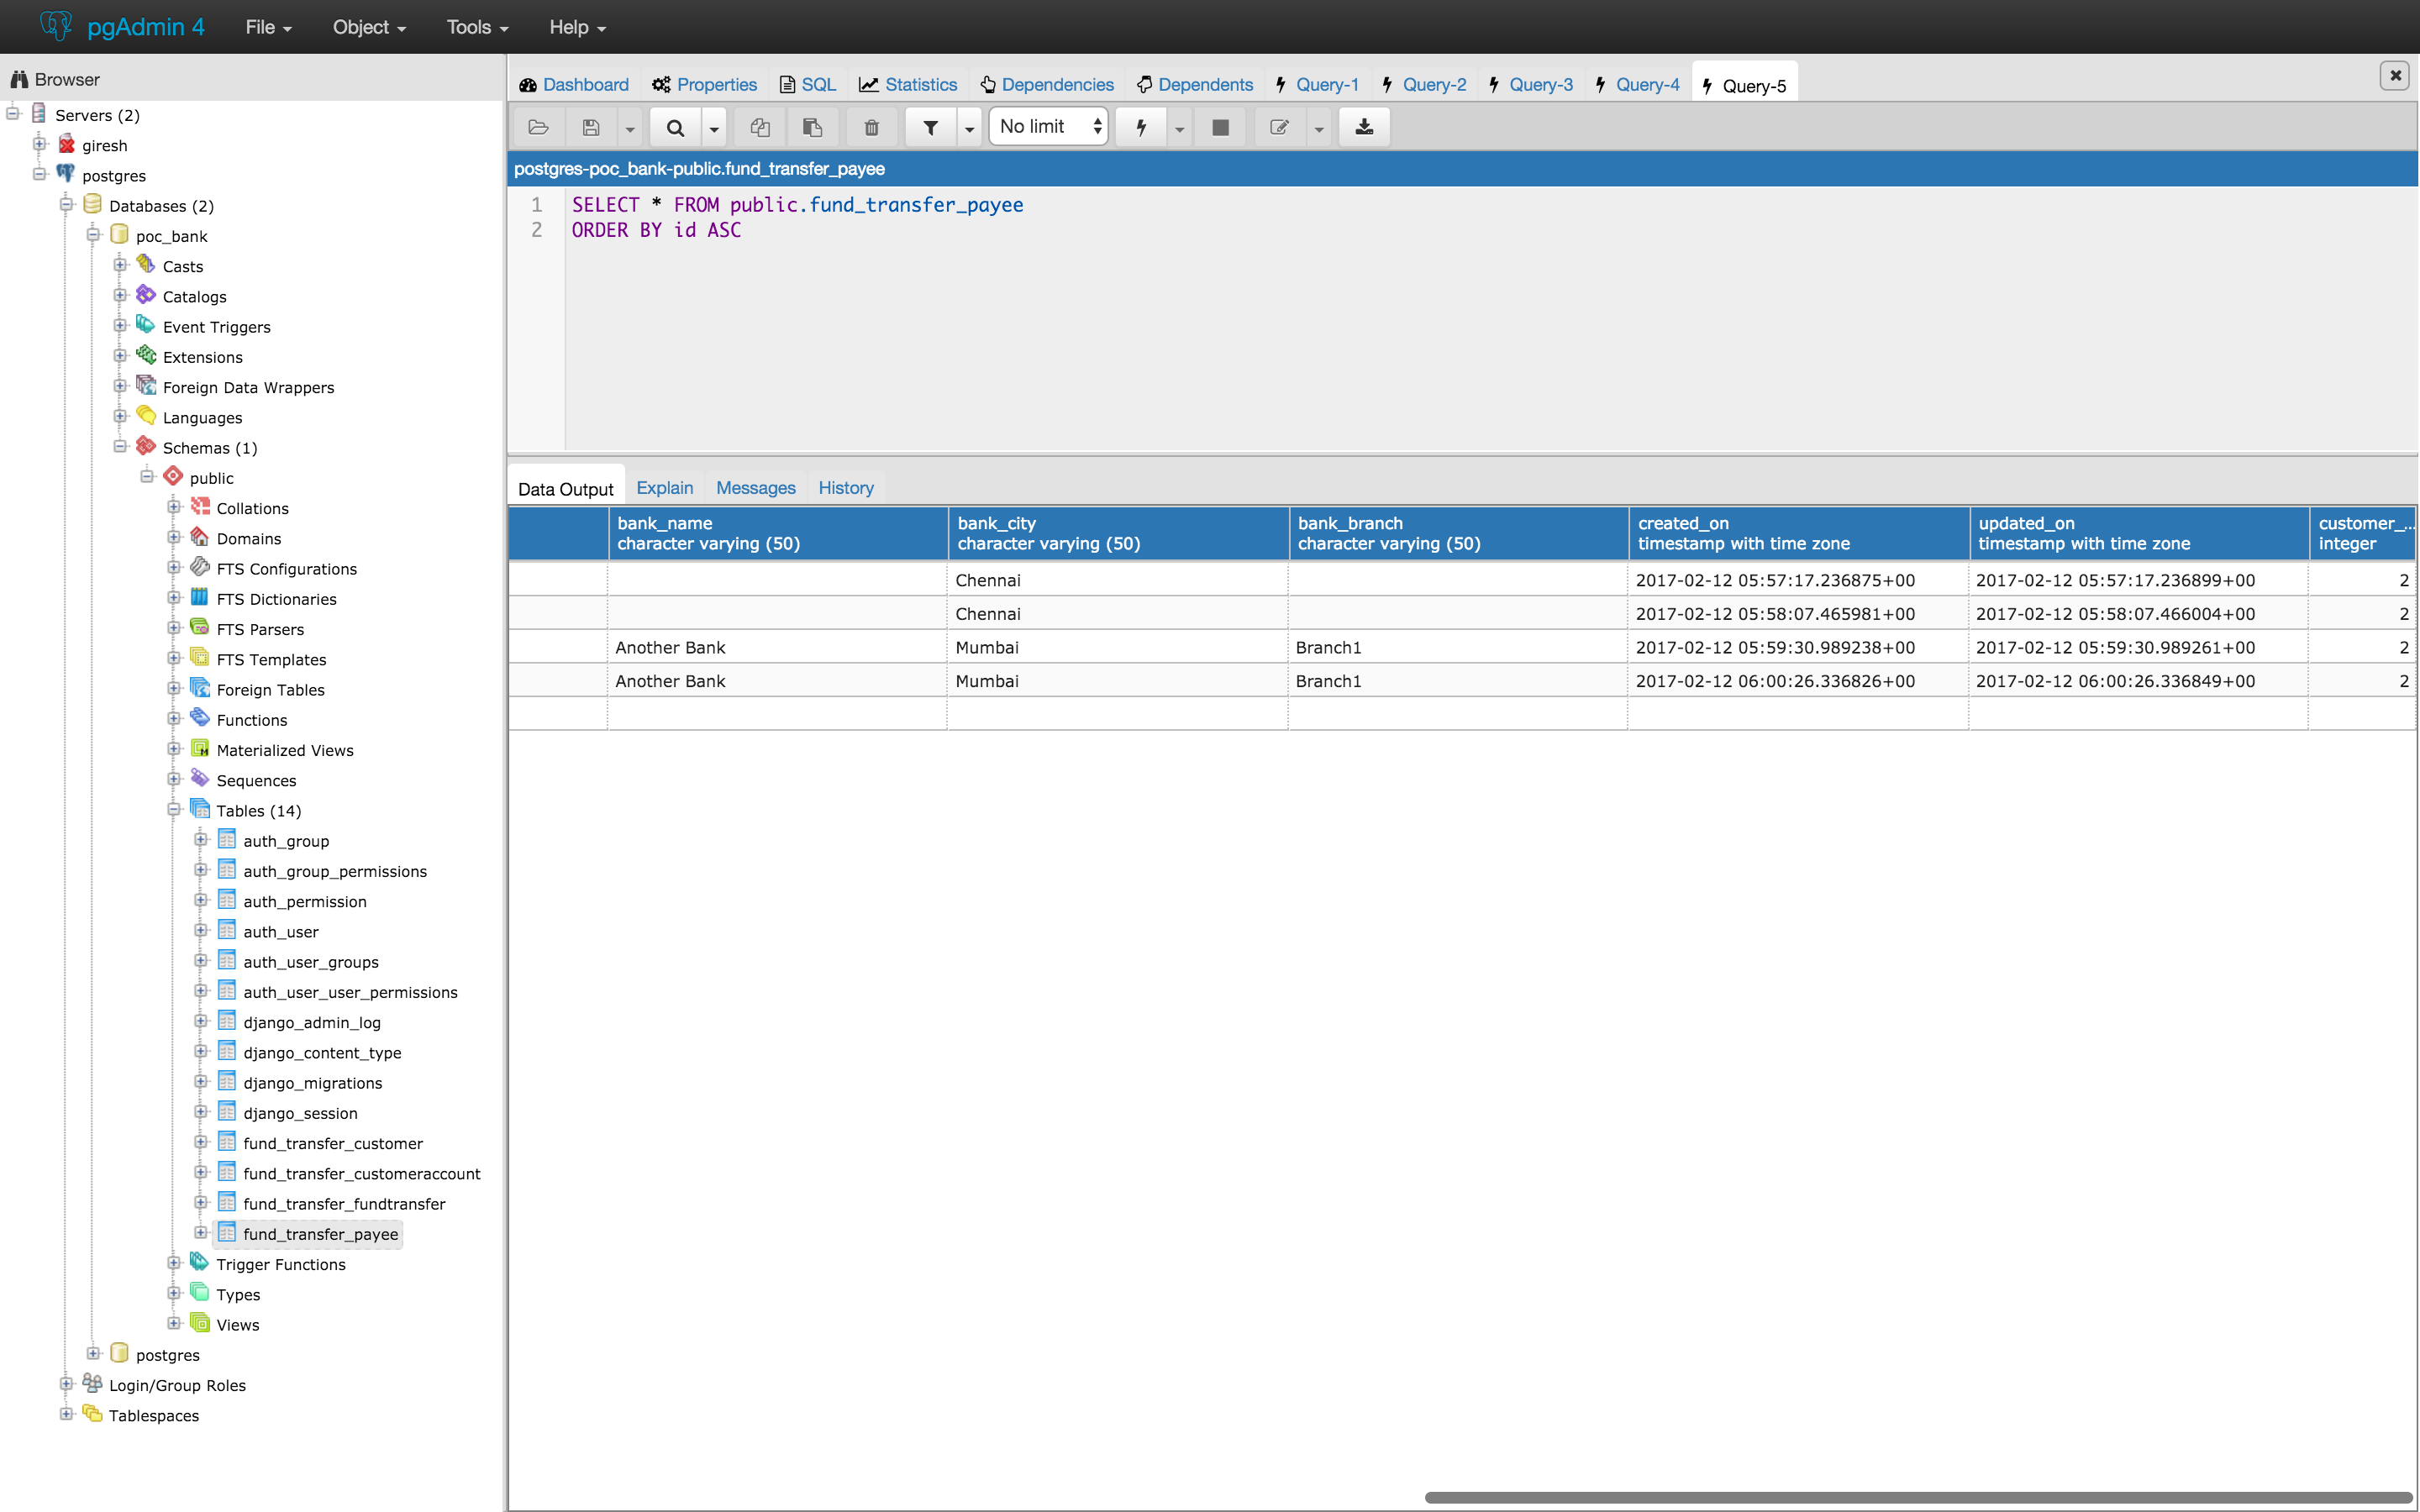 pgAdmin 4 File Object Tools Help
Browser
Servers (2)
giresh
postgres
Databases (2)
poc_bank
Casts
Catalogs
Event Triggers
Extensions
Foreign Data Wrappers
Languages
Schemas (1)
public
Collations
Domains
FTS Configurations
FTS Dictionaries
FTS Parsers
FTS Templates
Foreign Tables
Functions
Materialized Views
Sequences
Tables (14)
auth_group
auth_group_permissions
auth_permission
auth_user
auth_user_groups
auth_user_user_permissions
django_admin_log
django_content_type
django_migrations
django_session
fund_transfer_customer
fund_transfer_customeraccount
fund_transfer_fundtransfer
fund_transfer_payee
Trigger Functions
Types
Views
postgres
Login/Group Roles
Tablespaces
Dashboard Properties SQL Statistics Dependencies Dependents Query-1 Query-2 Query-3 Query-4 Query-5
No limit
postgres-poc_bank-public.fund_transfer_payee
1 SELECT * FROM public.fund_transfer_payee
2 ORDER BY id ASC
Data Output Explain Messages History
bank_name bank_city bank_branch created_on updated_on customer_...
character varying (50) character varying (50) character varying (50) timestamp with time zone timestamp with time zone integer
Chennai 2017-02-12 05:57:17.236875+00 2017-02-12 05:57:17.236899+00 2
Chennai 2017-02-12 05:58:07.465981+00 2017-02-12 05:58:07.466004+00 2
Another Bank Mumbai Branch1 2017-02-12 05:59:30.989238+00 2017-02-12 05:59:30.989261+00 2
Another Bank Mumbai Branch1 2017-02-12 06:00:26.336826+00 2017-02-12 06:00:26.336849+00 2